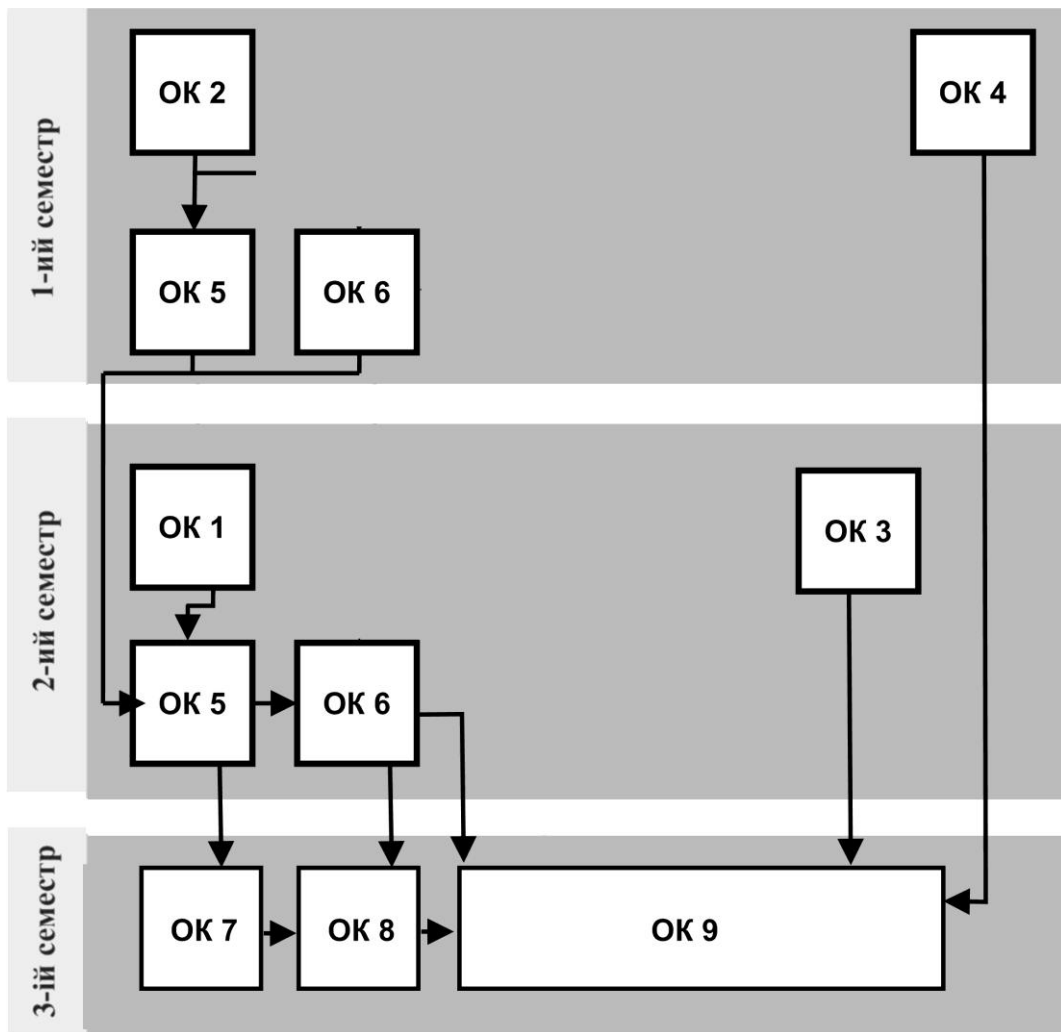 1-ий семестр
ОК 2
ОК 4
ОК 5
ОК 6
2-ий семестр
ОК 1
ОК 3
ОК 5
ОК 6
3-ій семестр
ОК 7
ОК 8
ОК 9